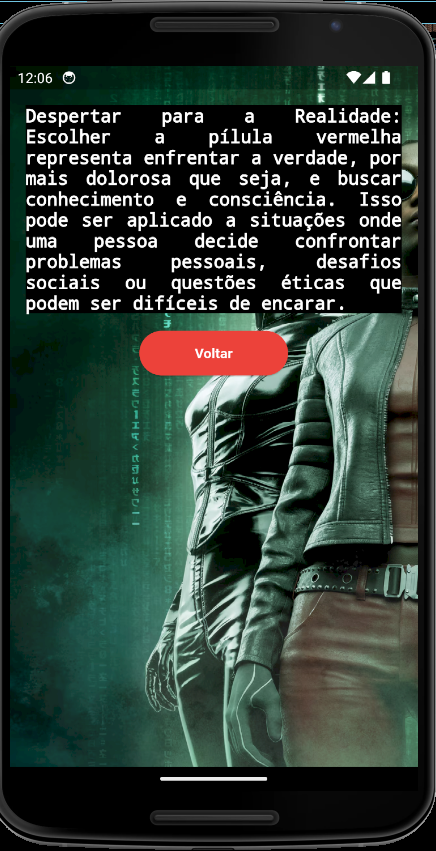 12:06
Despertar para a Realidade:
Escolher a pílula vermelha
representa enfrentar a verdade, por
mais dolorosa que seja, e buscar
conhecimento e consciência. Isso
pode ser aplicado a situações onde
uma pessoa decide confrontar
problemas pessoais, desafios
sociais ou questões éticas que
podem ser difíceis de encarar.
Voltar